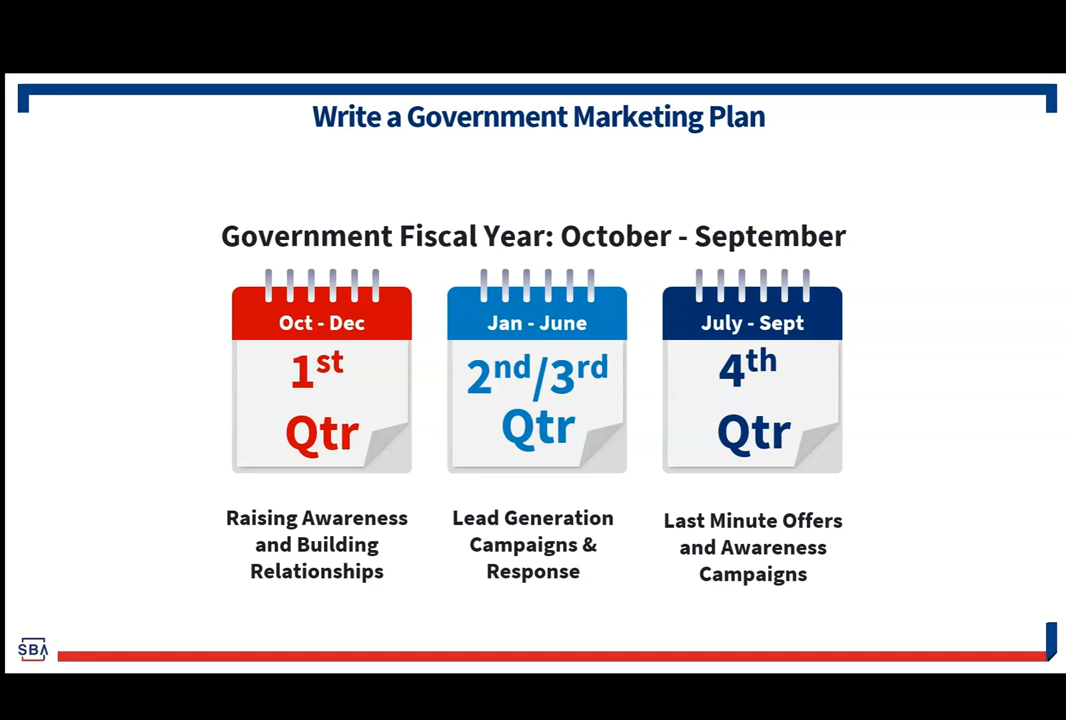 Write a Government Marketing Plan
Government Fiscal Year: October - September
Oct - Dec
1st
Qtr
Raising Awareness
and Building
Relationships
Jan - June
2nd/3rd
Qtr
Lead Generation
Campaigns &
Response
July - Sept
4th
Qtr
Last Minute Offers
and Awareness
Campaigns
SBA